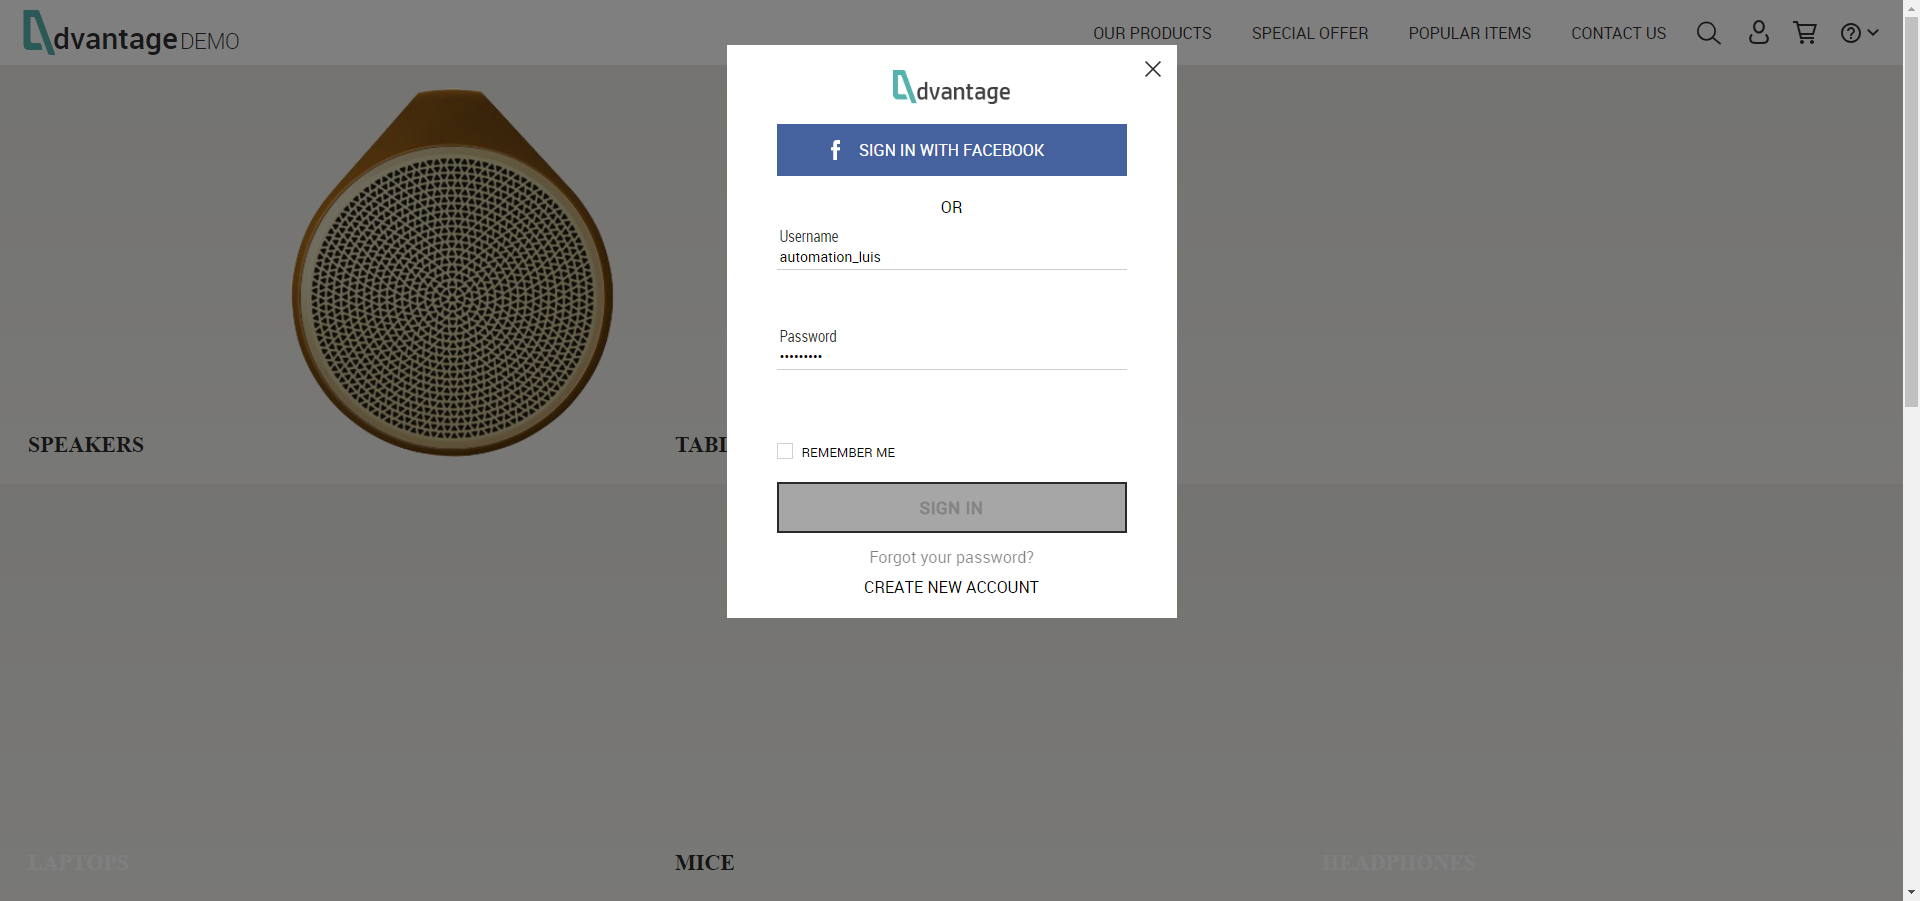 dvantage DEMO
OUR PRODUCTS SPECIAL OFFER POPULAR ITEMS CONTACT US
dvantage
SIGN IN WITH FACEBOOK
OR
Username
automation_luis
Password
•••••••••
REMEMBER ME
SIGN IN
Forgot your password?
CREATE NEW ACCOUNT
SPEAKERS
LAPTOPS
MICE
HEADPHONES